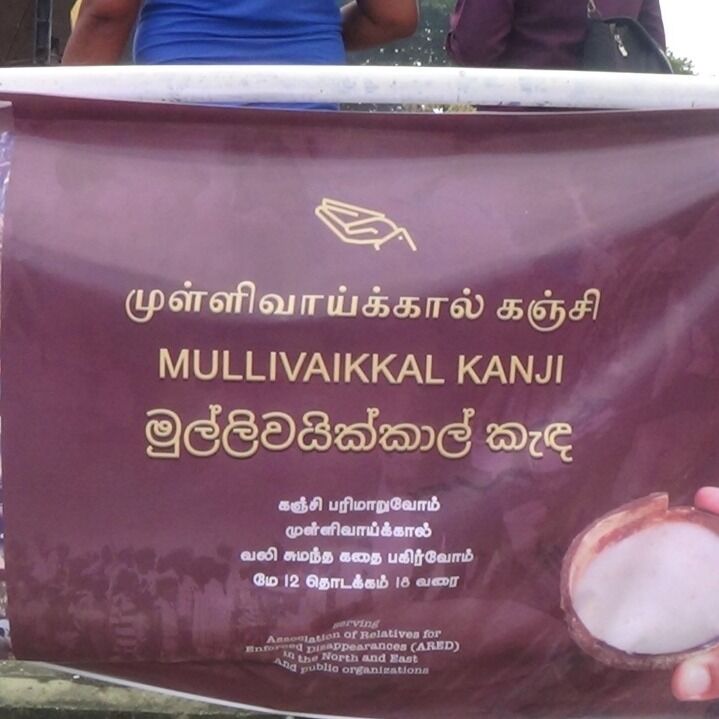 முள்ளிவாய்க்கால் கஞ்சி
MULLIVAIKKAL KANJI
මුල්ලිවයික්කාල් කැඳ
கஞ்சி பரிமாறுவோம்
முள்ளிவாய்க்கால்
வலி சுமந்த கதை பகிர்வோம்
மே 12 தொடக்கம் 18 வரை
serving
Association of Relatives for
Enforced Disappearances (ARED)
in the North and East
And public organizations